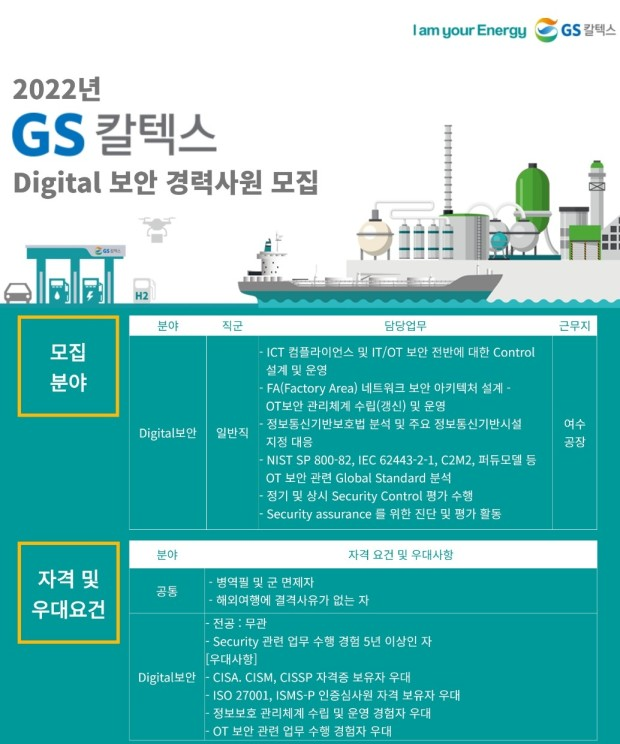 I am your Energy GS 칼텍스
2022년
GS 칼텍스
Digital 보안 경력사원 모집
GS 칼텍스
H2
모집
분야
분야 직군 담당업무 근무지
Digital보안 일반직
- ICT 컴플라이언스 및 IT/OT 보안 전반에 대한 Control
설계 및 운영
- FA(Factory Area) 네트워크 보안 아키텍처 설계 -
OT보안 관리체계 수립(갱신) 및 운영
- 정보통신기반보호법 분석 및 주요 정보통신기반시설
지정 대응
- NIST SP 800-82, IEC 62443-2-1, C2M2, 퍼듀모델 등
OT 보안 관련 Global Standard 분석
- 정기 및 상시 Security Control 평가 수행
- Security assurance 를 위한 진단 및 평가 활동
여수
공장
자격 및
우대요건
분야 자격 요건 및 우대사항
공통
- 병역필 및 군 면제자
- 해외여행에 결격사유가 없는 자
Digital보안
- 전공 : 무관
- Security 관련 업무 수행 경험 5년 이상인 자
[우대사항]
- CISA. CISM, CISSP 자격증 보유자 우대
- ISO 27001, ISMS-P 인증심사원 자격 보유자 우대
- 정보보호 관리체계 수립 및 운영 경험자 우대
- OT 보안 관련 업무 수행 경험자 우대